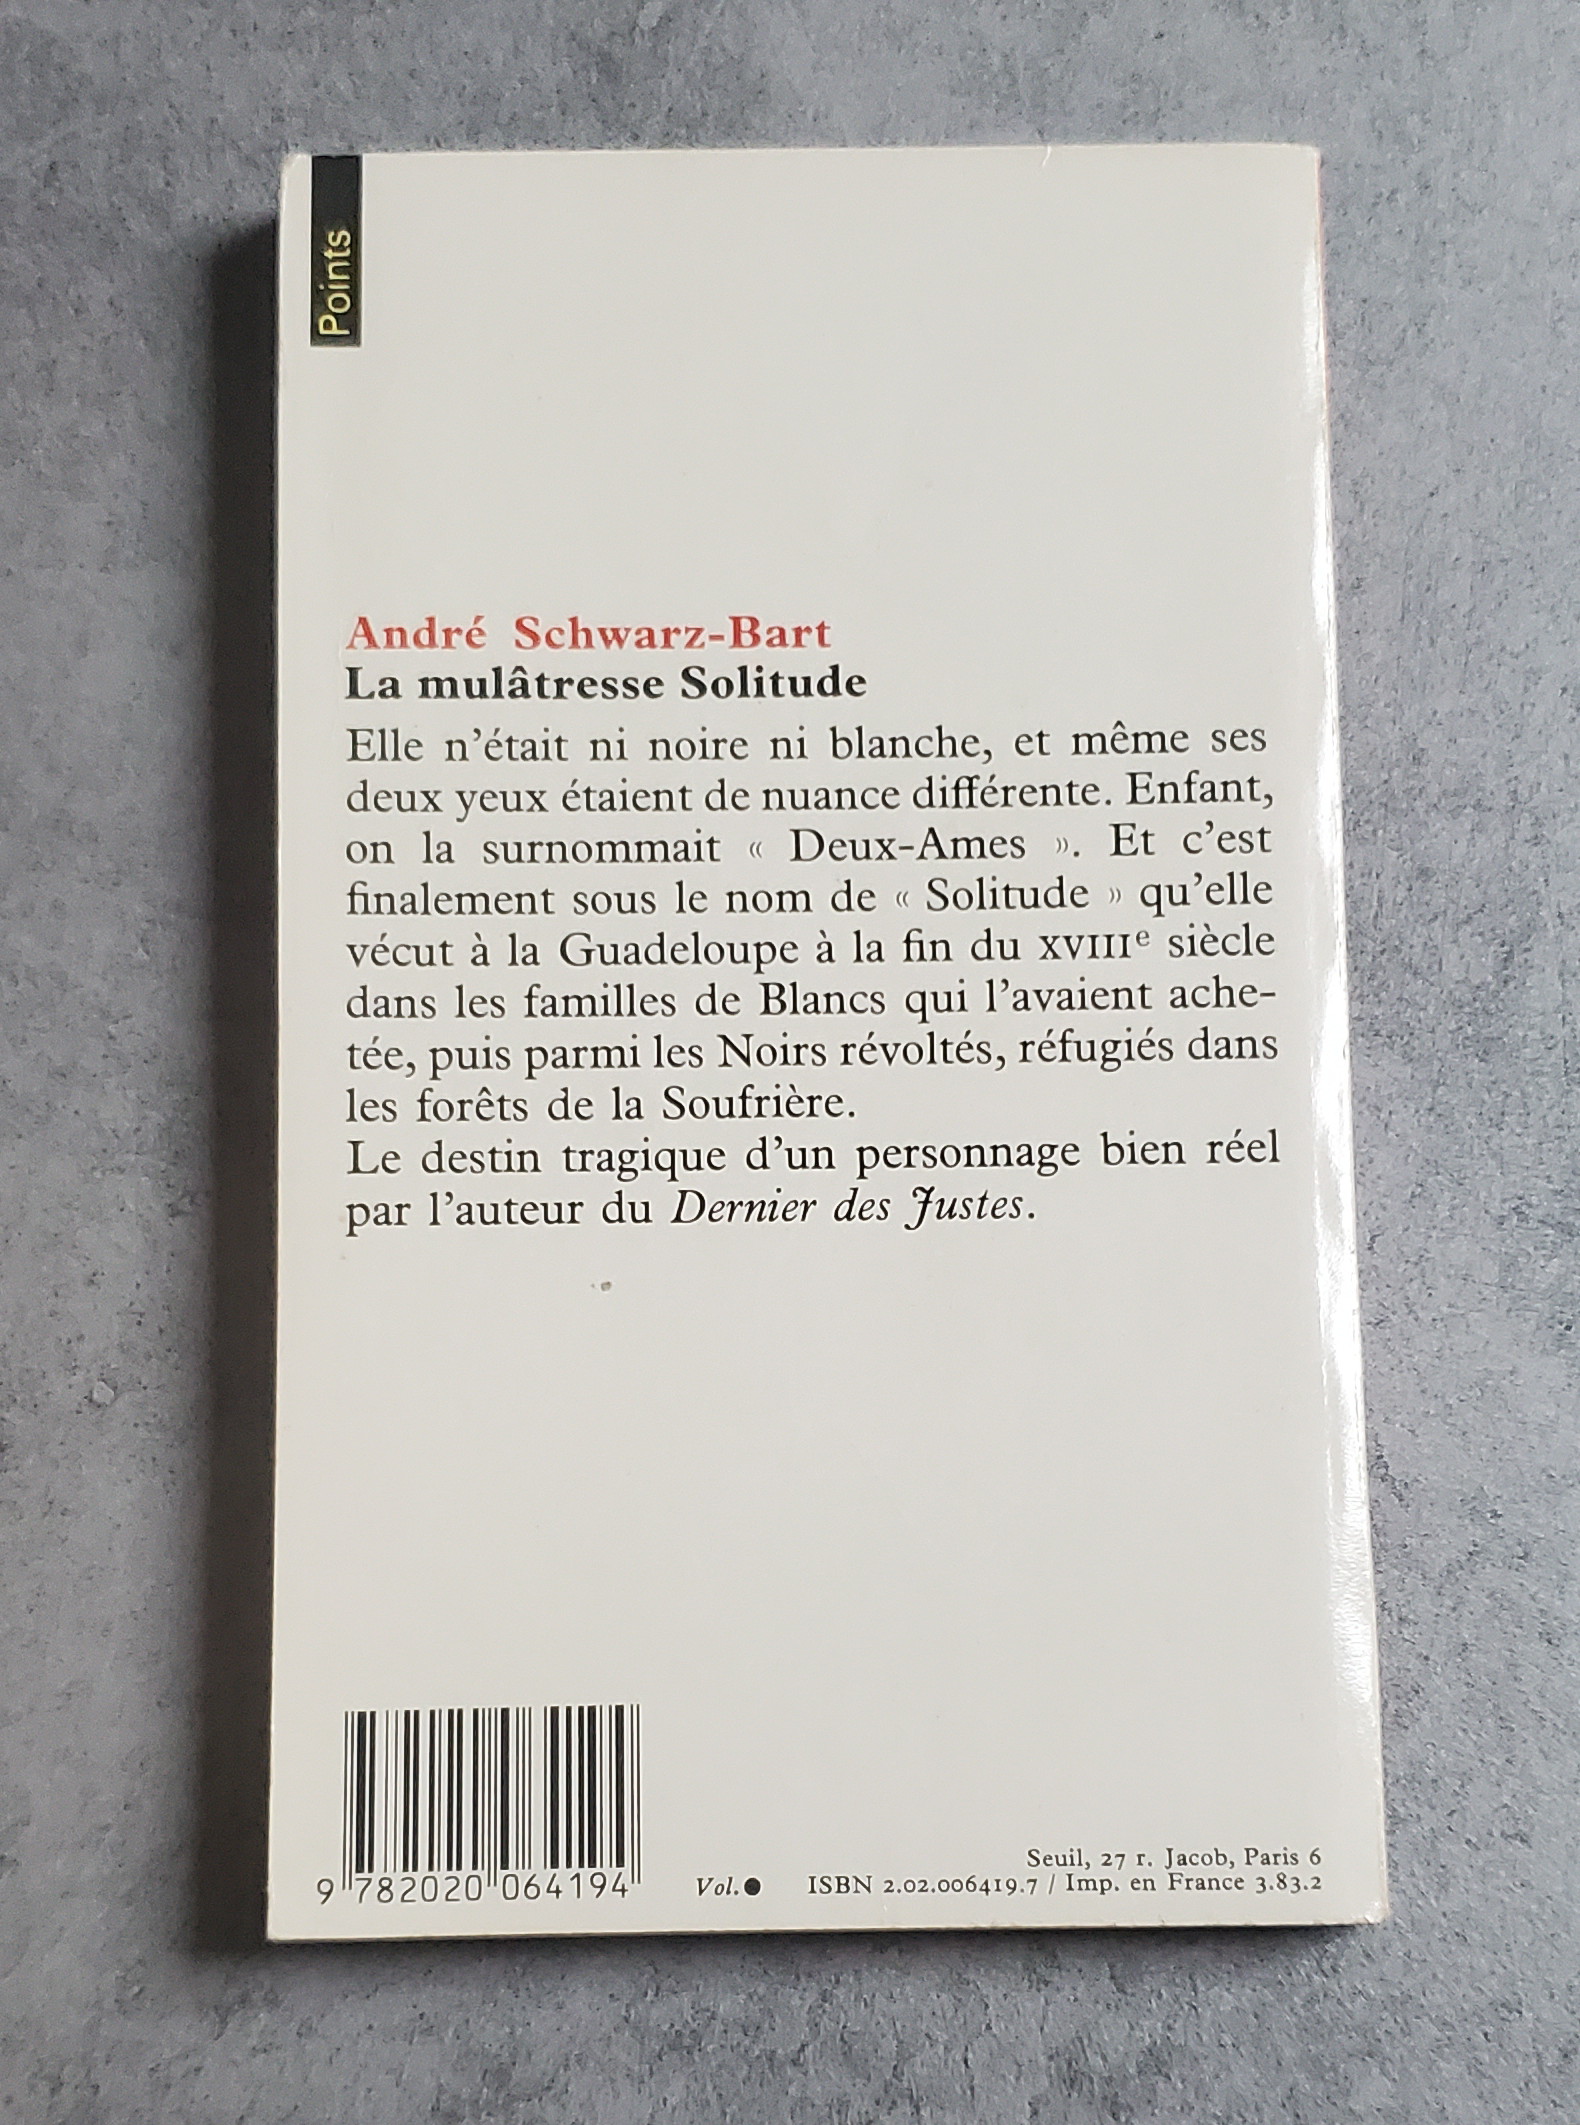 Points
André Schwarz-Bart
La mulâtresse Solitude
Elle n'était ni noire ni blanche, et même ses
deux yeux étaient de nuance différente. Enfant,
on la surnommait « Deux-Ames ». Et c'est
finalement sous le nom de « Solitude » qu'elle
vécut à la Guadeloupe à la fin du XVIIIe siècle
dans les familles de Blancs qui l'avaient ache-
tée, puis parmi les Noirs révoltés, réfugiés dans
les forêts de la Soufrière.
Le destin tragique d'un personnage bien réel
par l'auteur du Dernier des Justes.
9 782020 064194
Vol.●
Seuil, 27 r. Jacob, Paris 6
ISBN 2.02.006419.7 / Imp. en France 3.83.2